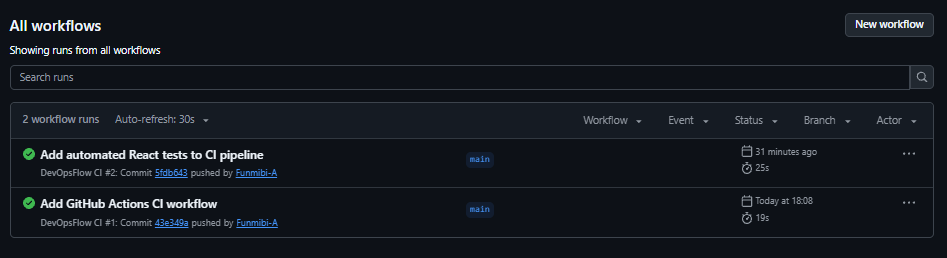 All workflows
New workflow
Showing runs from all workflows
Search runs
2 workflow runs Auto-refresh: 30s Workflow Event Status Branch Actor
Add automated React tests to CI pipeline main 31 minutes ago
DevOpsFlow CI #2: Commit 5fdb643 pushed by Funmibi-A 25s
Add GitHub Actions CI workflow main Today at 18:08
DevOpsFlow CI #1: Commit 43e349a pushed by Funmibi-A 19s